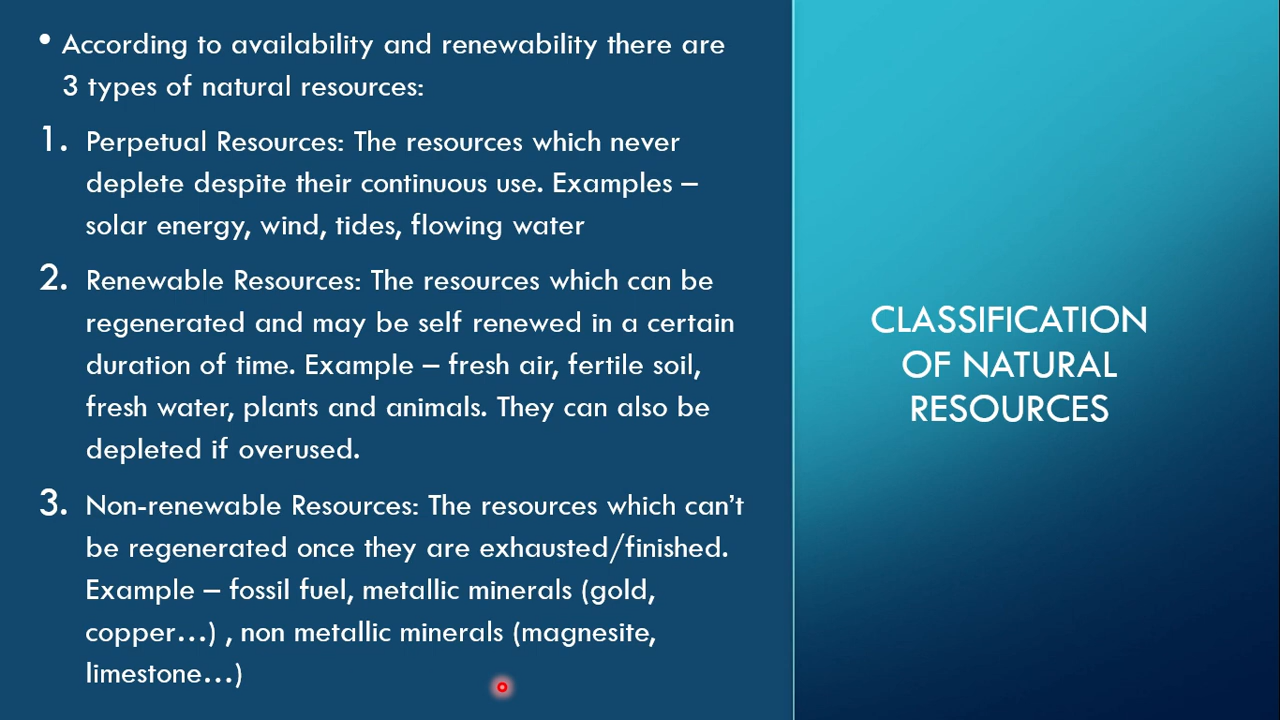 • According to availability and renewability there are
3 types of natural resources:
1. Perpetual Resources: The resources which never
deplete despite their continuous use. Examples –
solar energy, wind, tides, flowing water
2. Renewable Resources: The resources which can be
regenerated and may be self renewed in a certain
duration of time. Example – fresh air, fertile soil,
fresh water, plants and animals. They can also be
depleted if overused.
3. Non-renewable Resources: The resources which can’t
be regenerated once they are exhausted/finished.
Example – fossil fuel, metallic minerals (gold,
copper…) , non metallic minerals (magnesite,
limestone…)
CLASSIFICATION
OF NATURAL
RESOURCES